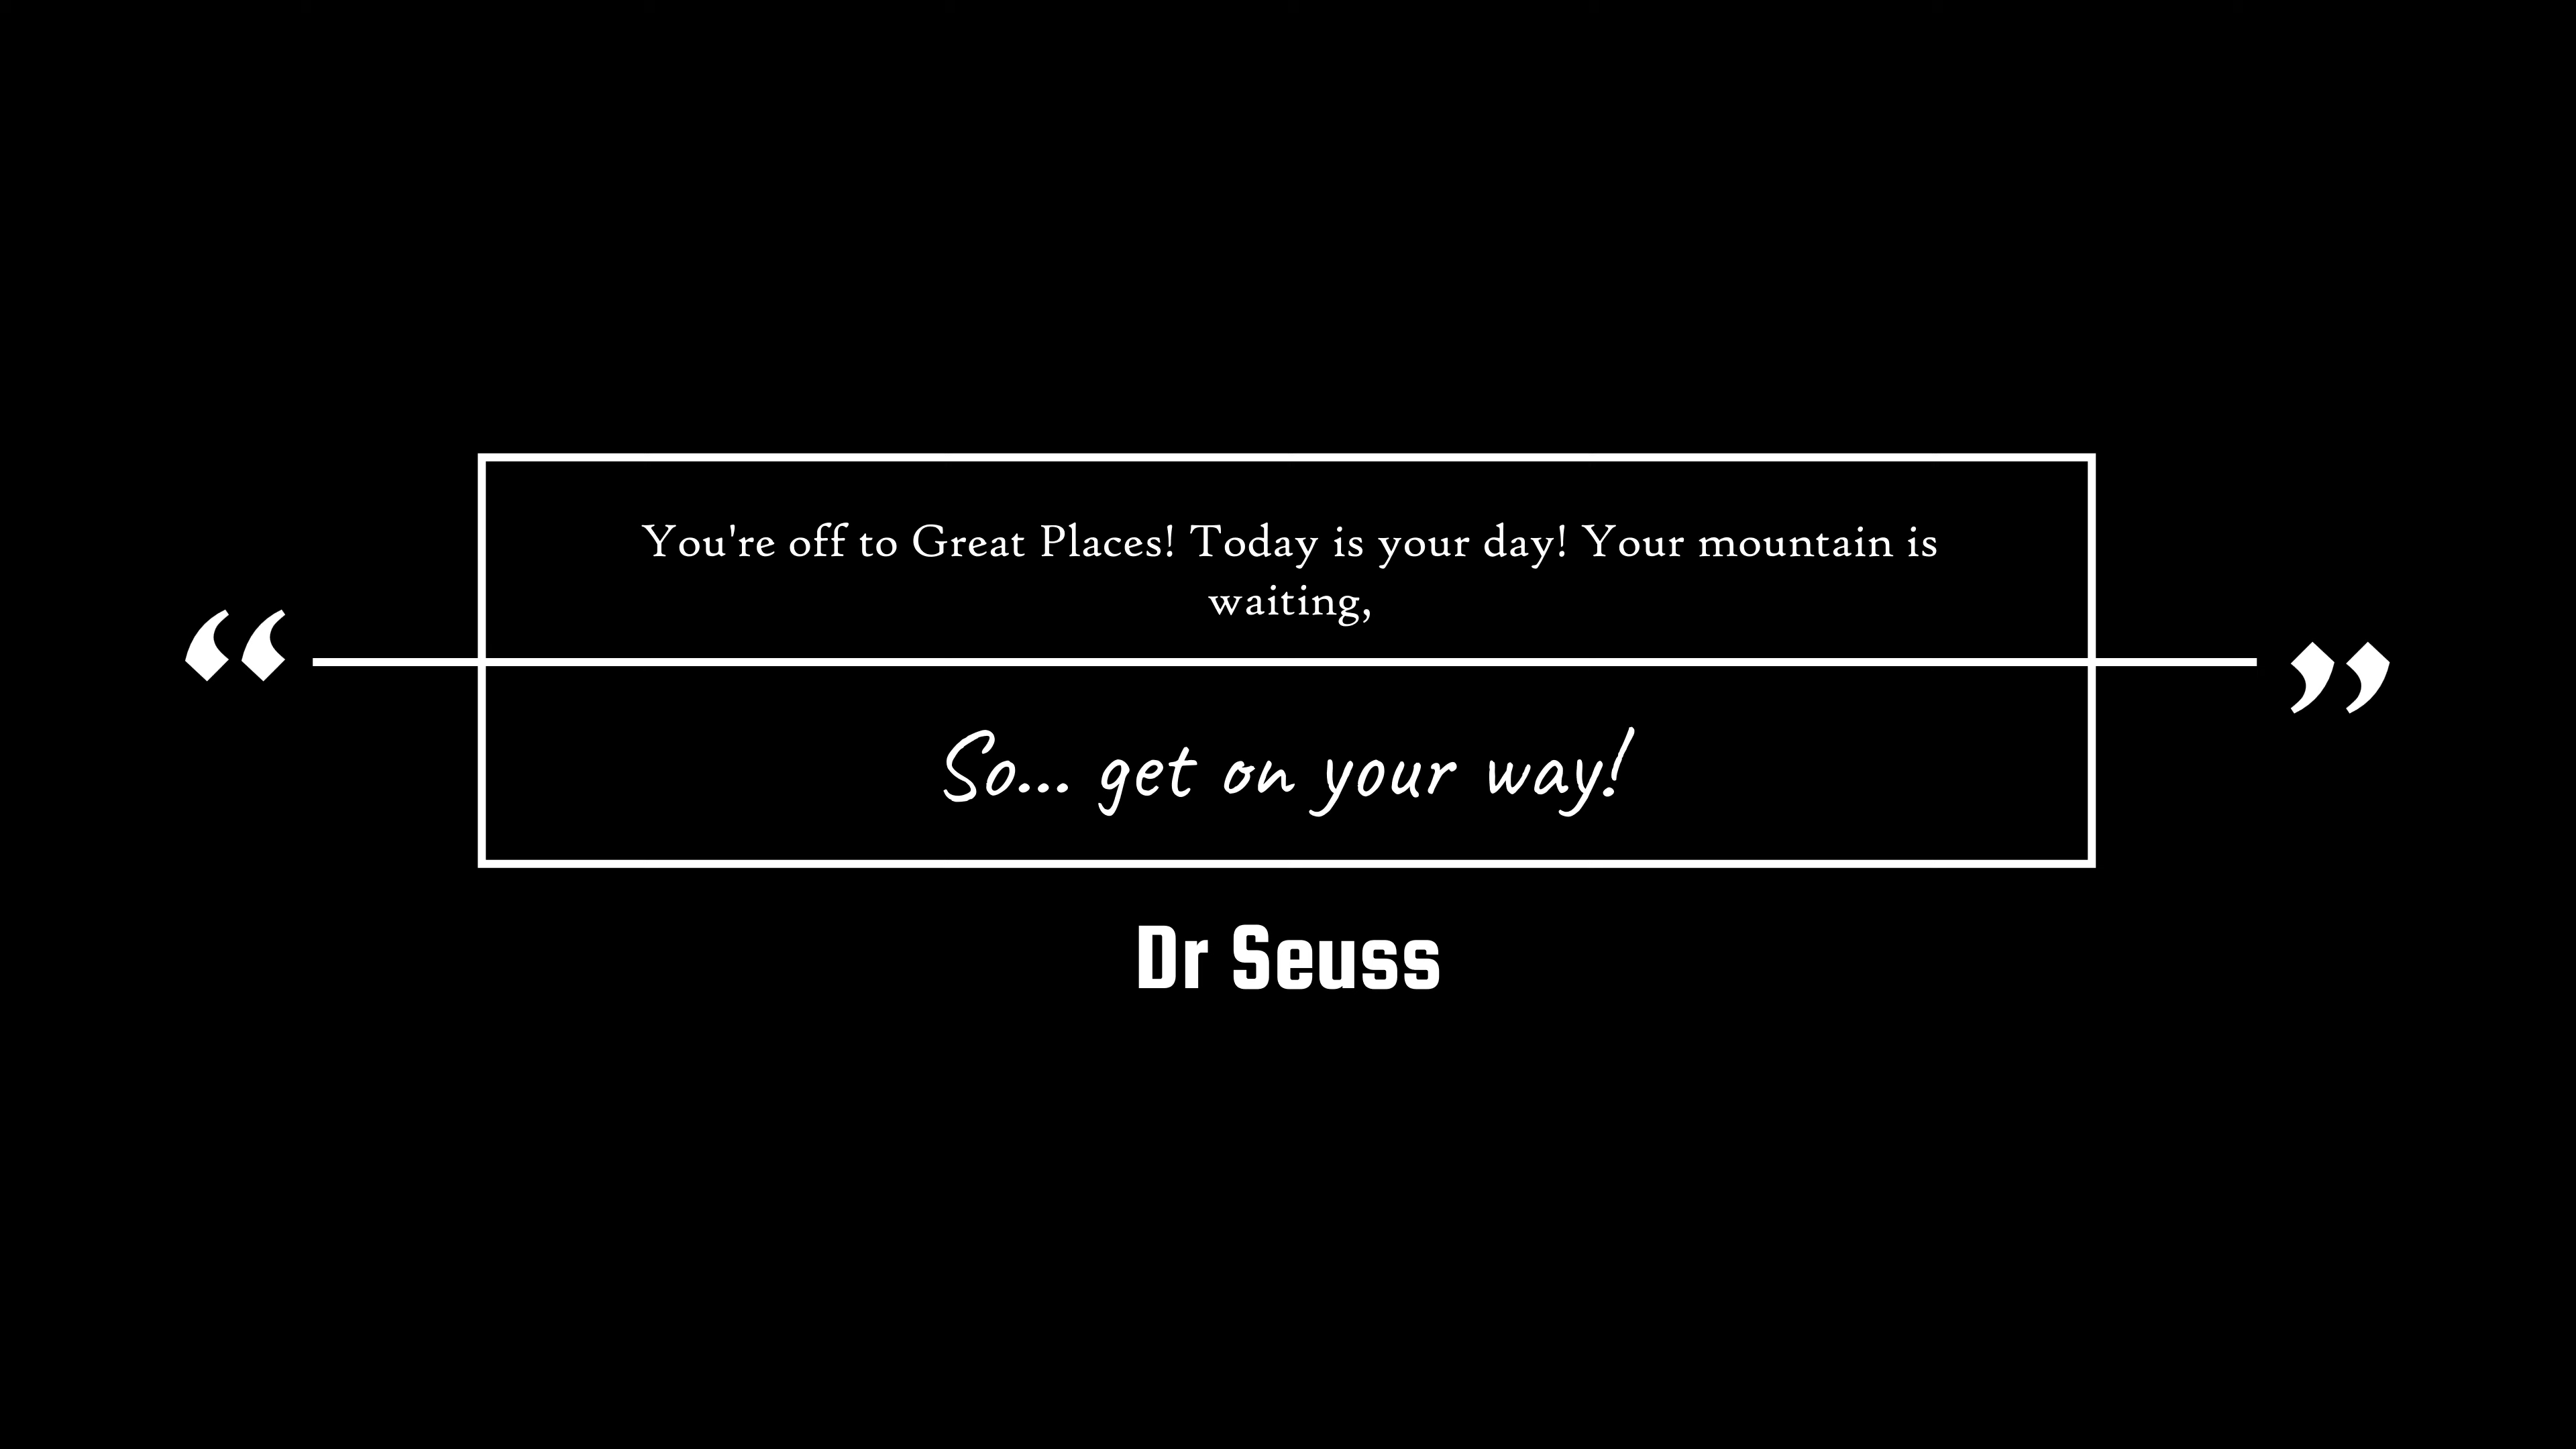 You're off to Great Places! Today is your day! Your mountain is
waiting,
“ ”
So... get on your way!
Dr Seuss